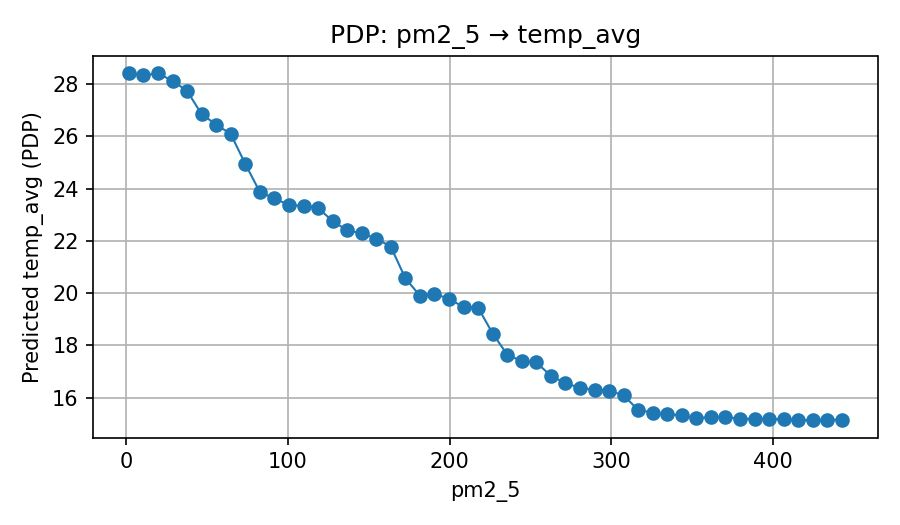 PDP: pm2_5 → temp_avg
Predicted temp_avg (PDP)
28
26
24
22
20
18
16
0 100 200 300 400
pm2_5